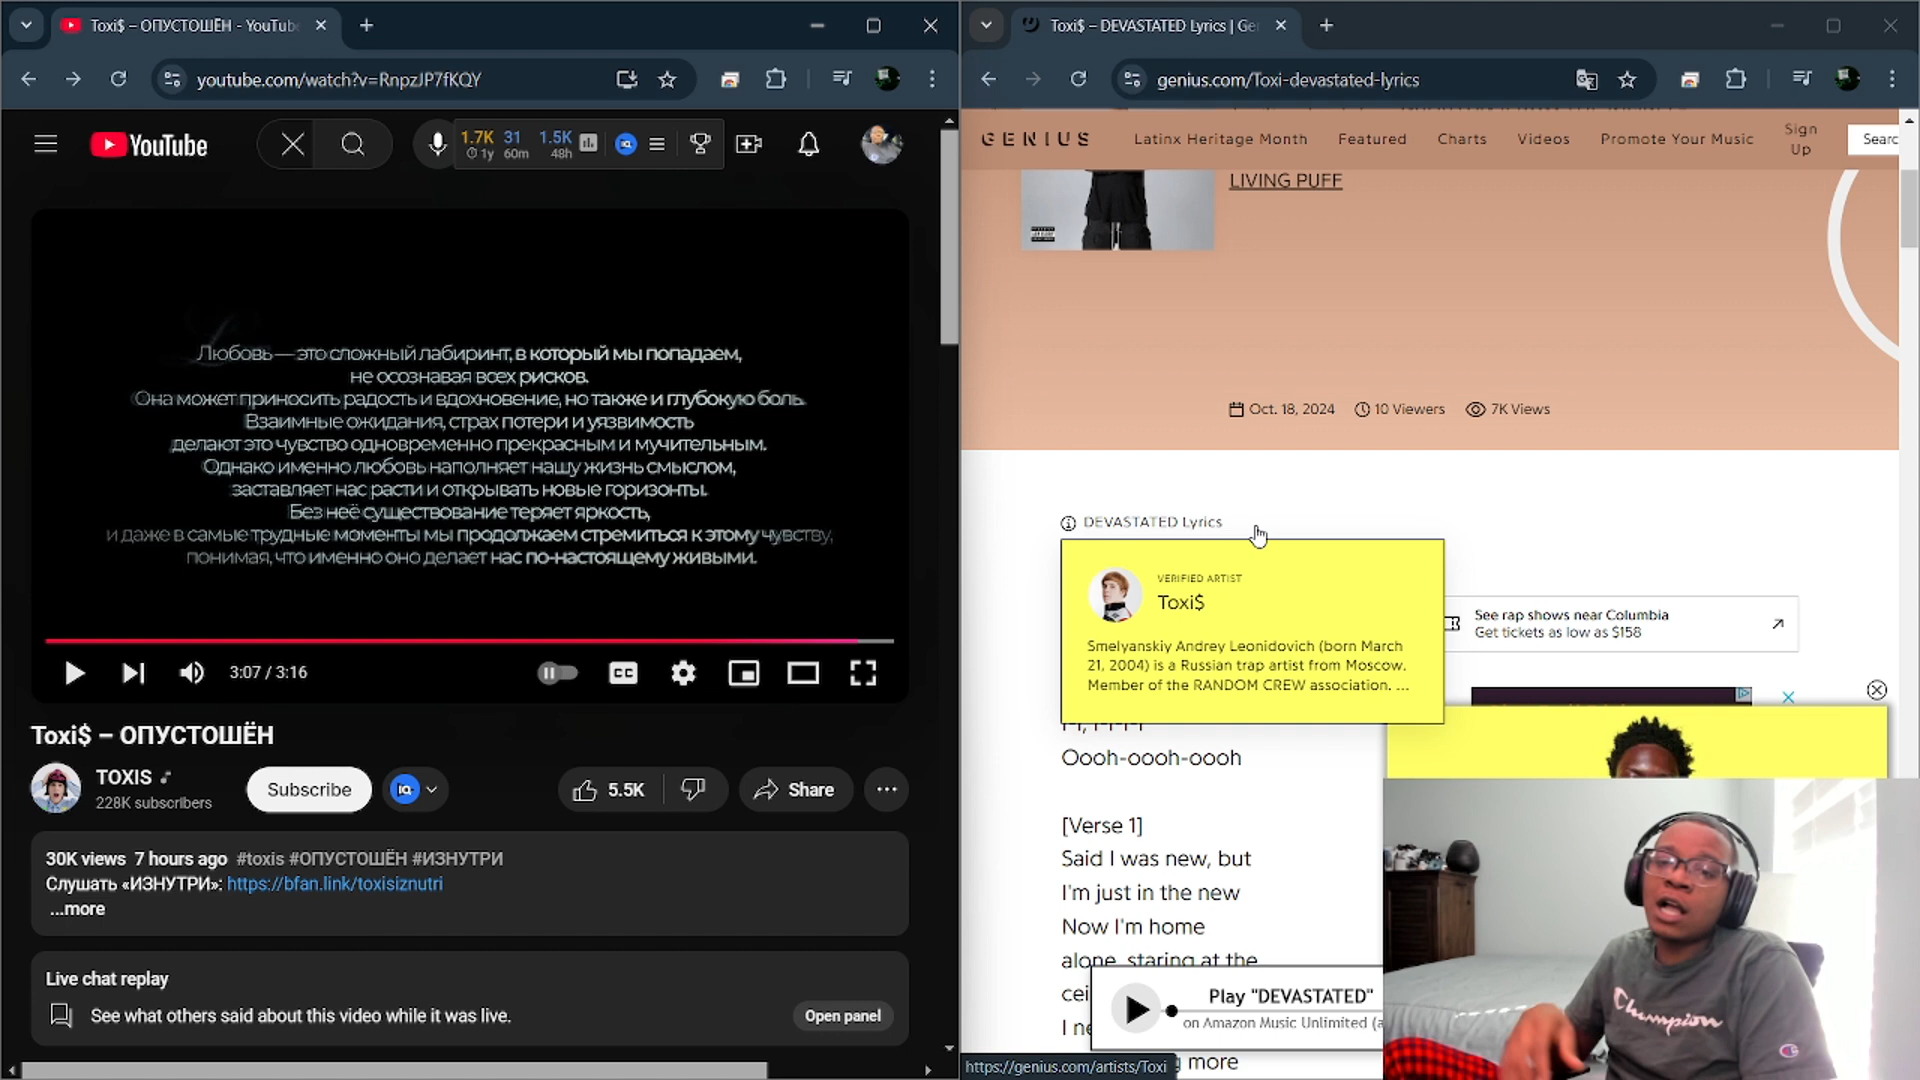 Toxi$ – ОПУСТОШЁН - YouTub
youtube.com/watch?v=RnpzJP7fKQY
YouTube
1.7K 31 1.5K
1y 60m 48h
Любовь — это сложный лабиринт, в который мы попадаем,
не осознавая всех рисков.
Она может приносить радость и вдохновение, но также и глубокую боль.
Взаимные ожидания, страх потери и уязвимость
делают это чувство одновременно прекрасным и мучительным.
Однако именно любовь наполняет нашу жизнь смыслом,
заставляет нас расти и открывать новые горизонты.
Без неё существование теряет яркость,
и даже в самые трудные моменты мы продолжаем стремиться к этому чувству,
понимая, что именно оно делает нас по-настоящему живыми.
3:07 / 3:16
CC
Toxi$ – ОПУСТОШЁН
TOXIS
228K subscribers
Subscribe
5.5K
Share
30K views 7 hours ago #toxis #ОПУСТОШЁН #ИЗНУТРИ
Слушать «ИЗНУТРИ»: https://bfan.link/toxisiznutri
...more
Live chat replay
See what others said about this video while it was live.
Open panel
Toxi$ – DEVASTATED Lyrics | Ge
genius.com/Toxi-devastated-lyrics
GENIUS
Latinx Heritage Month
Featured
Charts
Videos
Promote Your Music
Sign
Up
Searc
LIVING PUFF
Oct. 18, 2024
10 Viewers
7K Views
DEVASTATED Lyrics
VERIFIED ARTIST
Toxi$
Smelyanskiy Andrey Leonidovich (born March
21, 2004) is a Russian trap artist from Moscow.
Member of the RANDOM CREW association. ...
See rap shows near Columbia
Get tickets as low as $158
Oooh-oooh-oooh
[Verse 1]
Said I was new, but
I'm just in the new
Now I'm home
alone, staring at the
cei
I ne
more
Play "DEVASTATED"
on Amazon Music Unlimited (a
https://genius.com/artists/Toxi
Champion